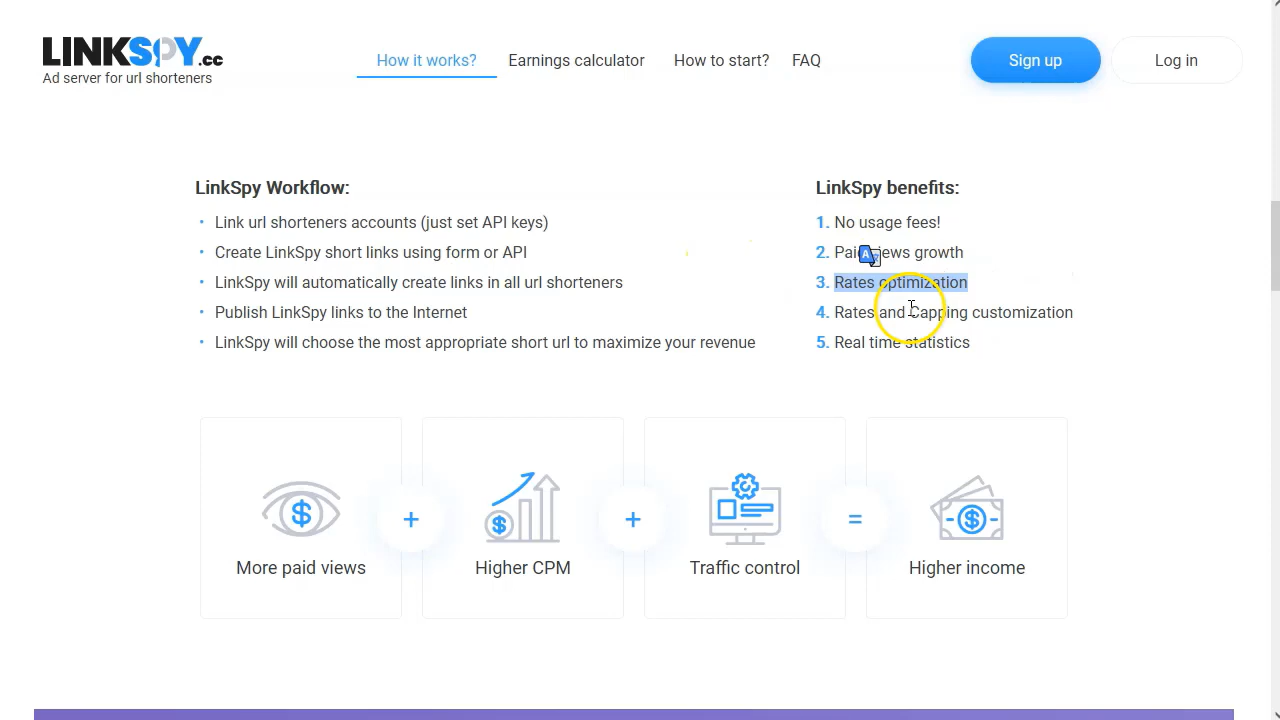 LINKSPY.cc
Ad server for url shorteners
How it works?
Earnings calculator
How to start?
FAQ
Sign up
Log in
LinkSpy Workflow:
• Link url shorteners accounts (just set API keys)
• Create LinkSpy short links using form or API
• LinkSpy will automatically create links in all url shorteners
• Publish LinkSpy links to the Internet
• LinkSpy will choose the most appropriate short url to maximize your revenue
LinkSpy benefits:
1. No usage fees!
2. Paid views growth
3. Rates optimization
4. Rates and Capping customization
5. Real time statistics
More paid views
+
Higher CPM
+
Traffic control
=
Higher income